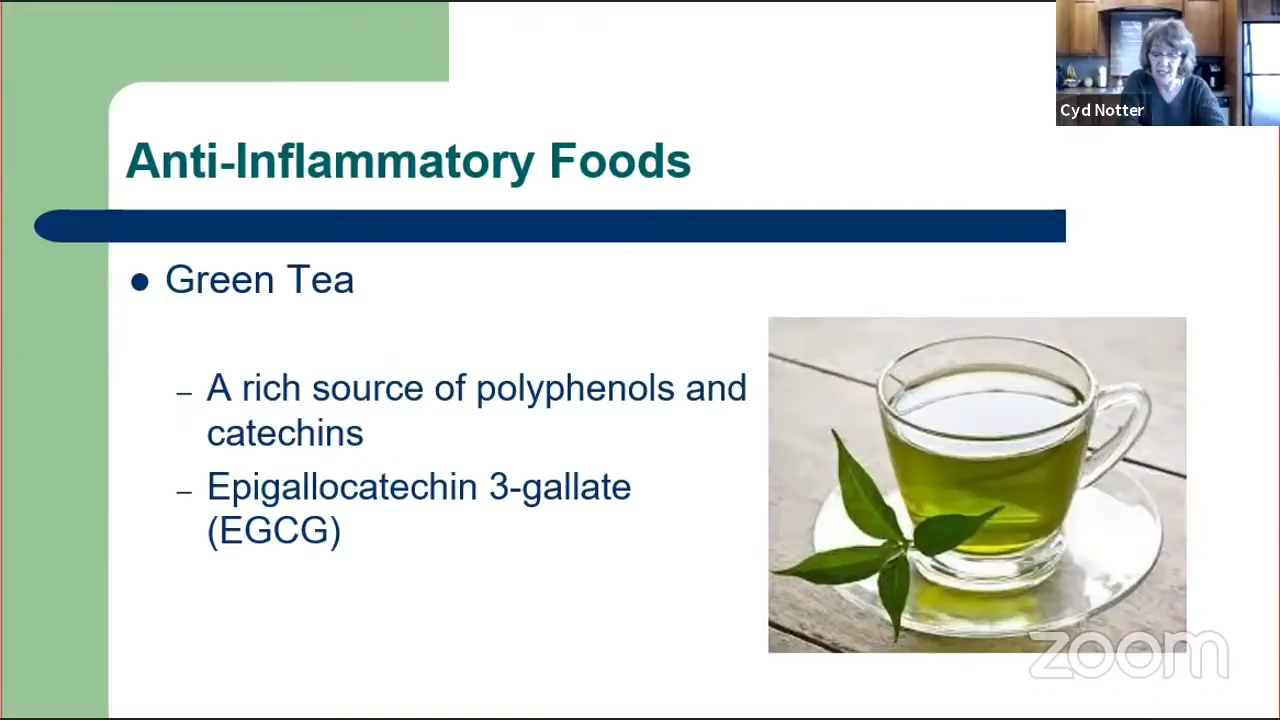 Cyd Notter
Anti-Inflammatory Foods
● Green Tea
– A rich source of polyphenols and
catechins
– Epigallocatechin 3-gallate
(EGCG)
zoom